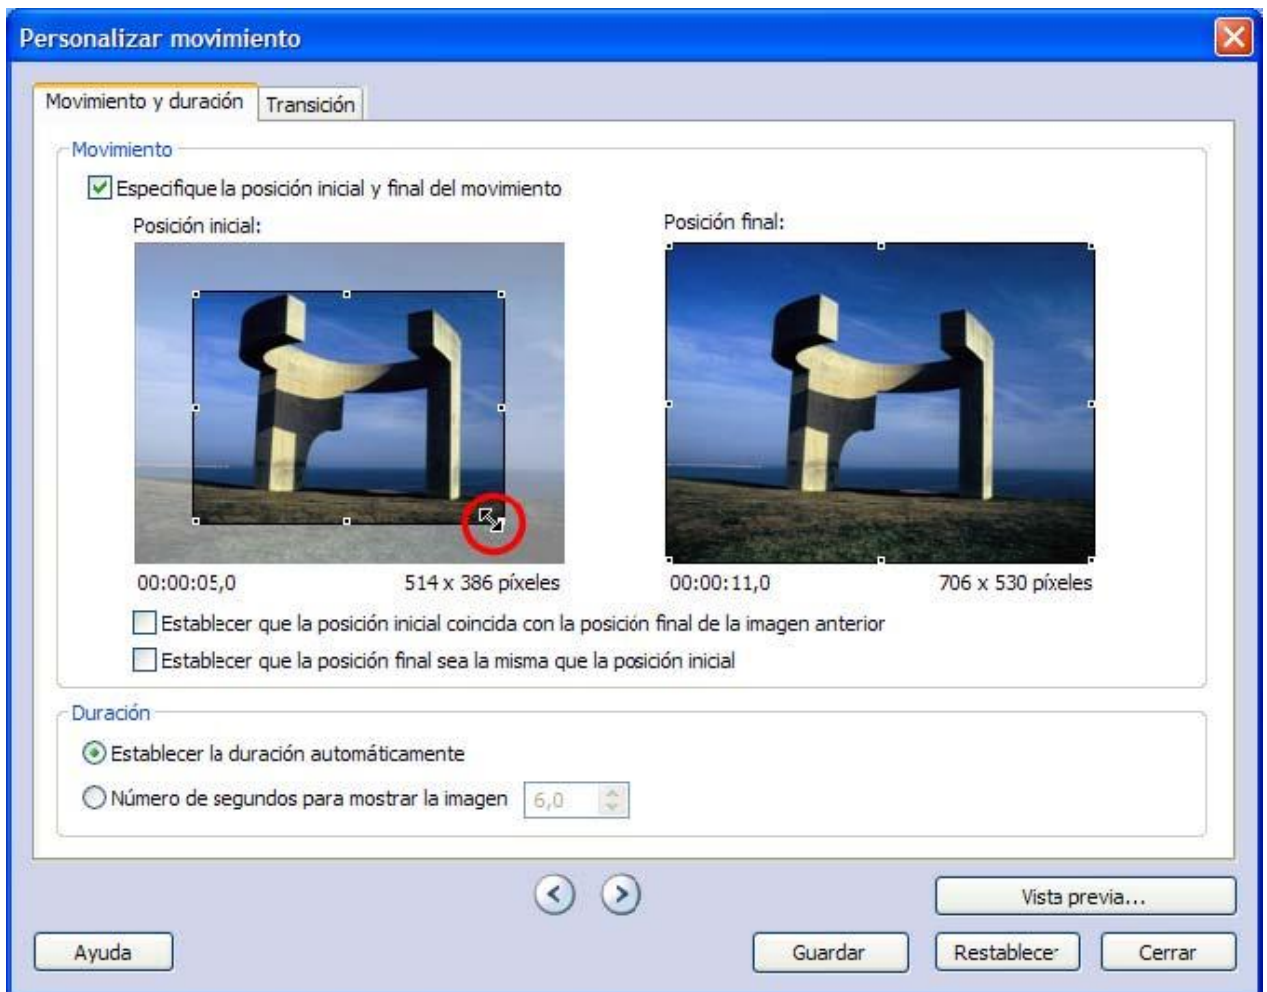 Personalizar movimiento
Movimiento y duración
Transición
Movimiento
Especifique la posición inicial y final del movimiento
Posición inicial:
Posición final:
00:00:05,0
514 x 386 píxeles
00:00:11,0
706 x 530 píxeles
Establecer que la posición inicial coincida con la posición final de la imagen anterior
Establecer que la posición final sea la misma que la posición inicial
Duración
Establecer la duración automáticamente
Número de segundos para mostrar la imagen 6,0
Vista previa...
Ayuda
Guardar
Restablecer
Cerrar